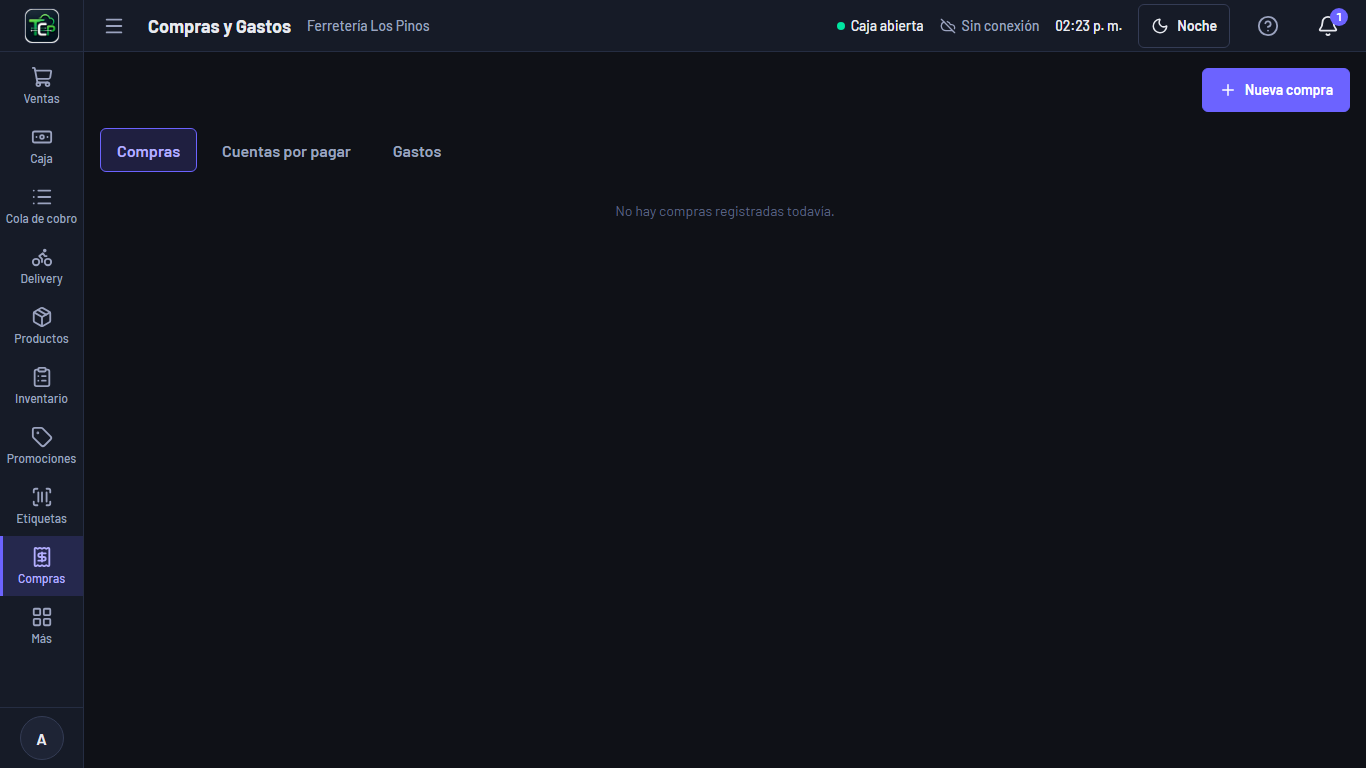 TCP
Compras y Gastos
Ferretería Los Pinos
Caja abierta
Sin conexión
02:23 p. m.
Noche
1
Ventas
Caja
Cola de cobro
Delivery
Productos
Inventario
Promociones
Etiquetas
Compras
Más
A
Nueva compra
Compras
Cuentas por pagar
Gastos
No hay compras registradas todavía.